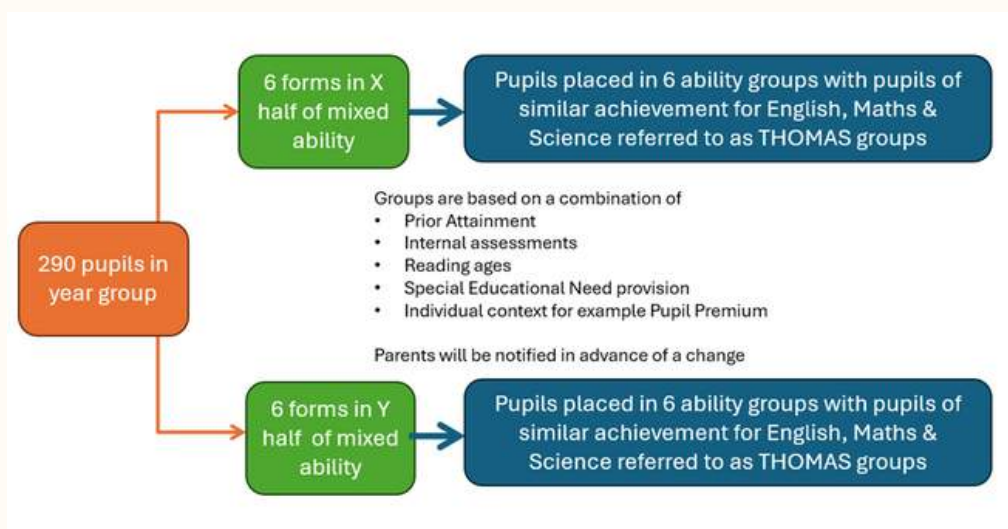 6 forms in X
half of mixed
ability
Pupils placed in 6 ability groups with pupils of
similar achievement for English, Maths &
Science referred to as THOMAS groups
Groups are based on a combination of
• Prior Attainment
• Internal assessments
• Reading ages
• Special Educational Need provision
• Individual context for example Pupil Premium
290 pupils in
year group
Parents will be notified in advance of a change
6 forms in Y
half of mixed
ability
Pupils placed in 6 ability groups with pupils of
similar achievement for English, Maths &
Science referred to as THOMAS groups